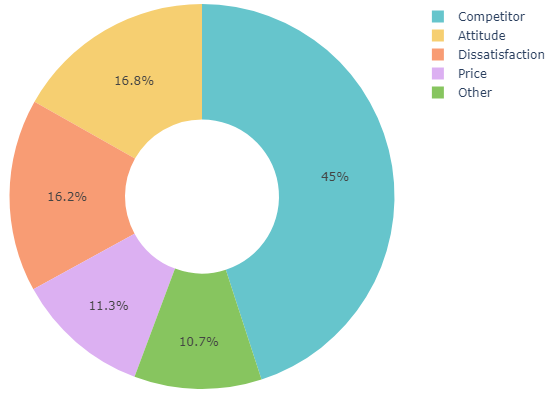 Competitor
Attitude
Dissatisfaction
Price
Other
16.8%
45%
16.2%
11.3%
10.7%